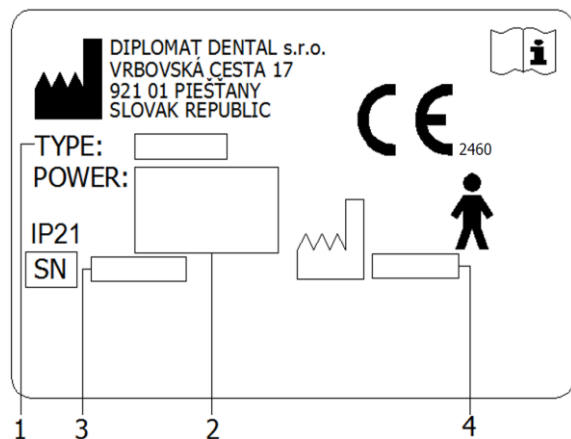 DIPLOMAT DENTAL s.r.o.
VRBOVSKÁ CESTA 17
921 01 PIEŠŤANY
SLOVAK REPUBLIC
i
CE 2460
TYPE:
POWER:
IP21
SN
1 3 2 4